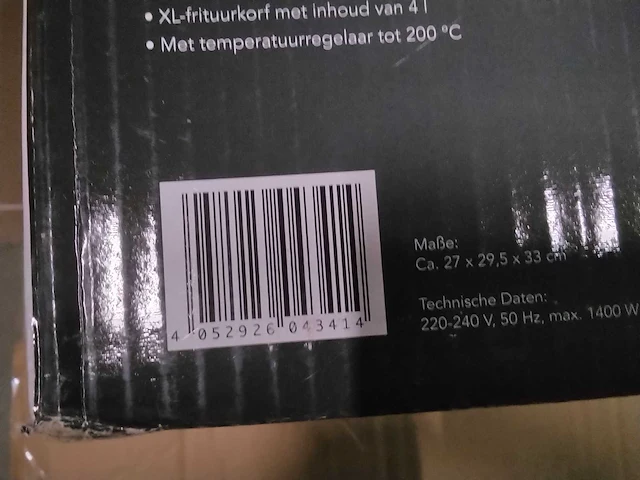 • XL-frituurkorf met inhoud van 4 l
• Met temperatuurregelaar tot 200 °C
Maße:
Ca. 27 x 29,5 x 33 cm
Technische Daten:
220-240 V, 50 Hz, max. 1400 W
4 052926 043414